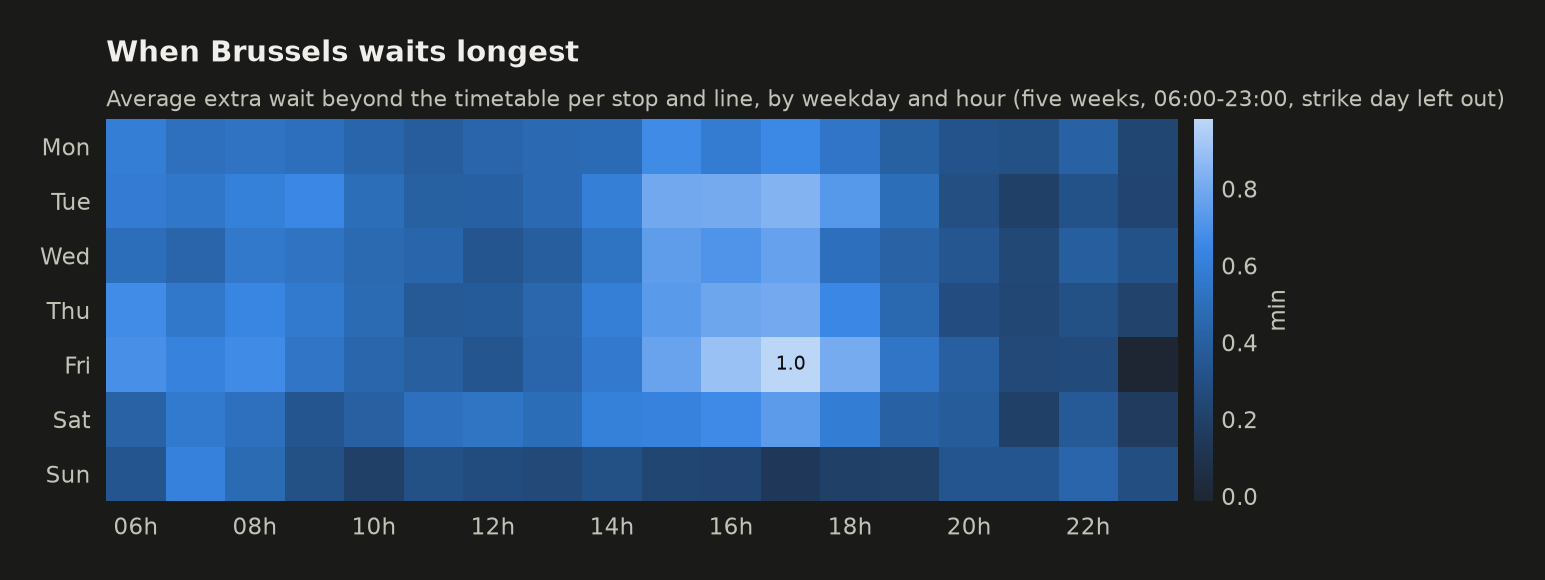 When Brussels waits longest
Average extra wait beyond the timetable per stop and line, by weekday and hour (five weeks, 06:00-23:00, strike day left out)
Mon
Tue
Wed
Thu
Fri
Sat
Sun
1.0
06h 08h 10h 12h 14h 16h 18h 20h 22h
0.8
0.6
0.4
0.2
0.0
min